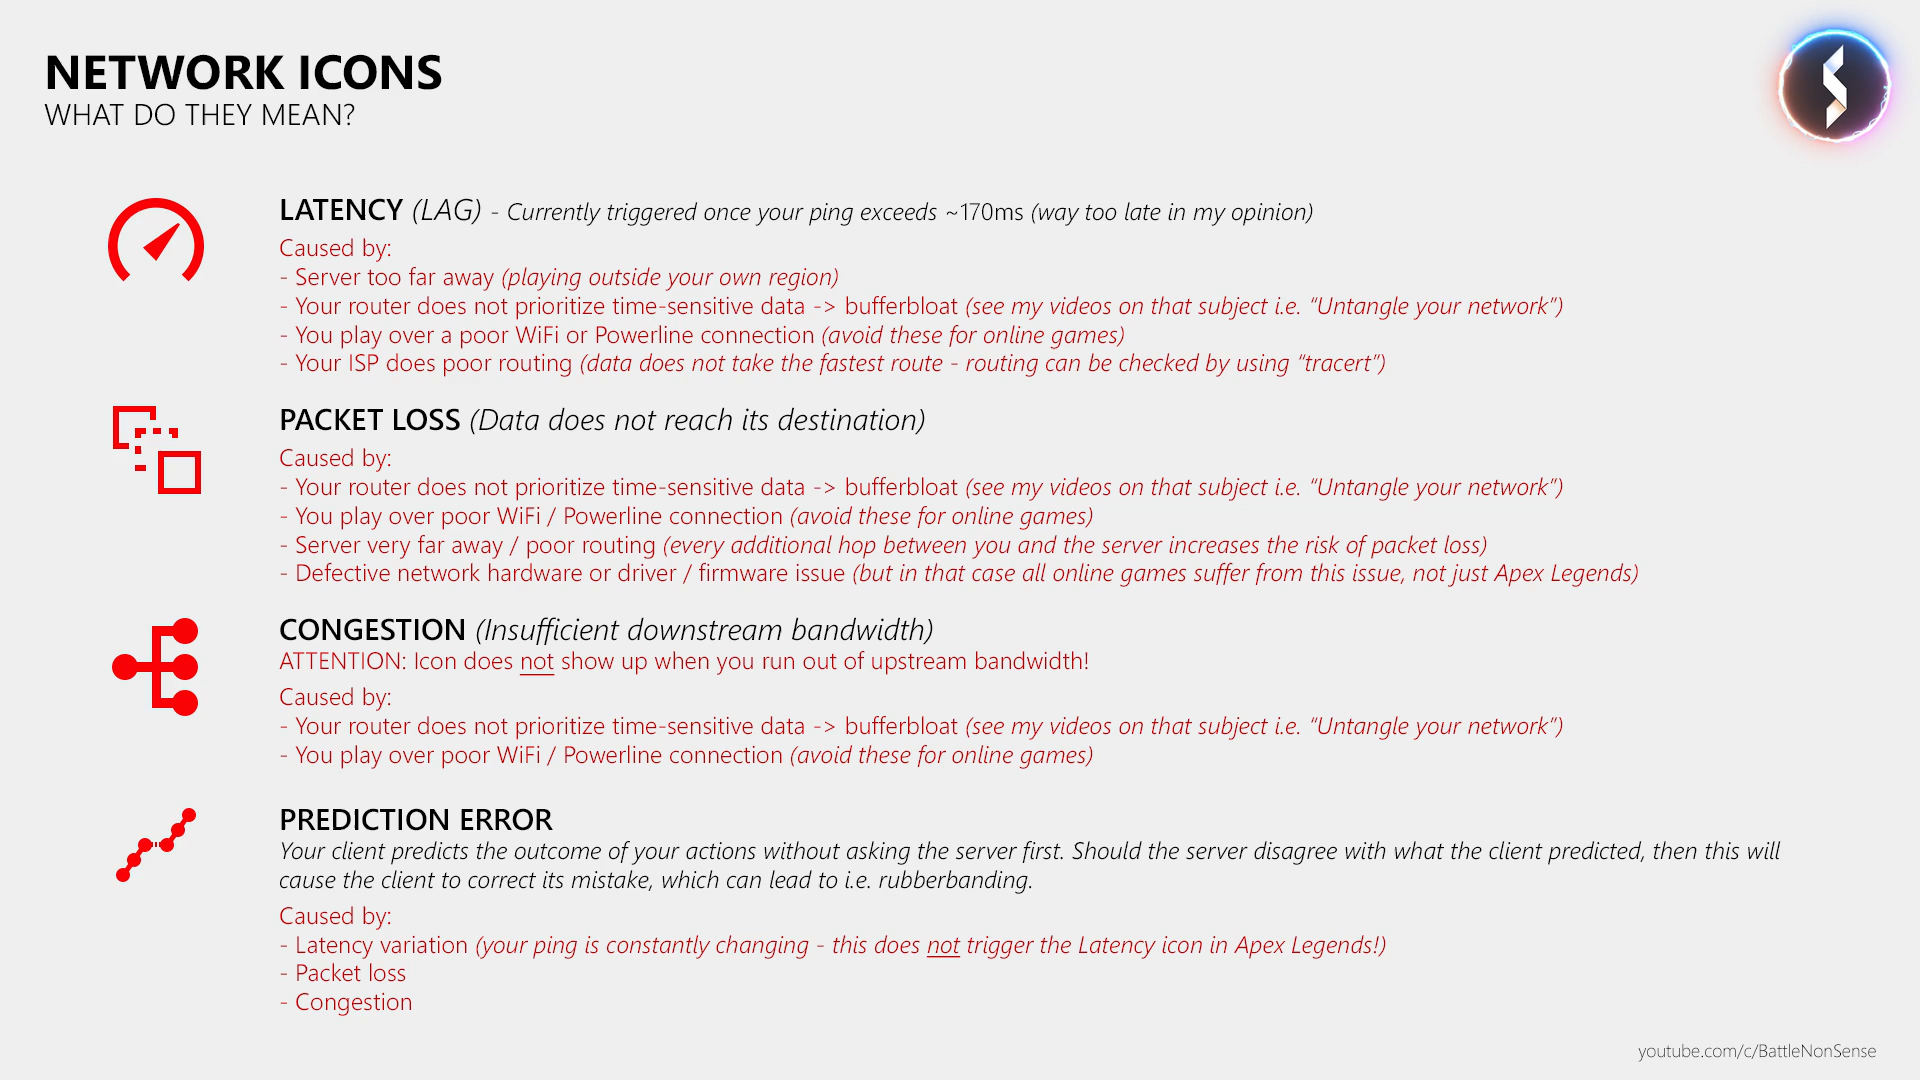 NETWORK ICONS
WHAT DO THEY MEAN?
LATENCY (LAG) - Currently triggered once your ping exceeds ~170ms (way too late in my opinion)
Caused by:
- Server too far away (playing outside your own region)
- Your router does not prioritize time-sensitive data -> bufferbloat (see my videos on that subject i.e. “Untangle your network”)
- You play over a poor WiFi or Powerline connection (avoid these for online games)
- Your ISP does poor routing (data does not take the fastest route - routing can be checked by using “tracert”)
PACKET LOSS (Data does not reach its destination)
Caused by:
- Your router does not prioritize time-sensitive data -> bufferbloat (see my videos on that subject i.e. “Untangle your network”)
- You play over poor WiFi / Powerline connection (avoid these for online games)
- Server very far away / poor routing (every additional hop between you and the server increases the risk of packet loss)
- Defective network hardware or driver / firmware issue (but in that case all online games suffer from this issue, not just Apex Legends)
CONGESTION (Insufficient downstream bandwidth)
ATTENTION: Icon does not show up when you run out of upstream bandwidth!
Caused by:
- Your router does not prioritize time-sensitive data -> bufferbloat (see my videos on that subject i.e. “Untangle your network”)
- You play over poor WiFi / Powerline connection (avoid these for online games)
PREDICTION ERROR
Your client predicts the outcome of your actions without asking the server first. Should the server disagree with what the client predicted, then this will
cause the client to correct its mistake, which can lead to i.e. rubberbanding.
Caused by:
- Latency variation (your ping is constantly changing - this does not trigger the Latency icon in Apex Legends!)
- Packet loss
- Congestion
youtube.com/c/BattleNonSense